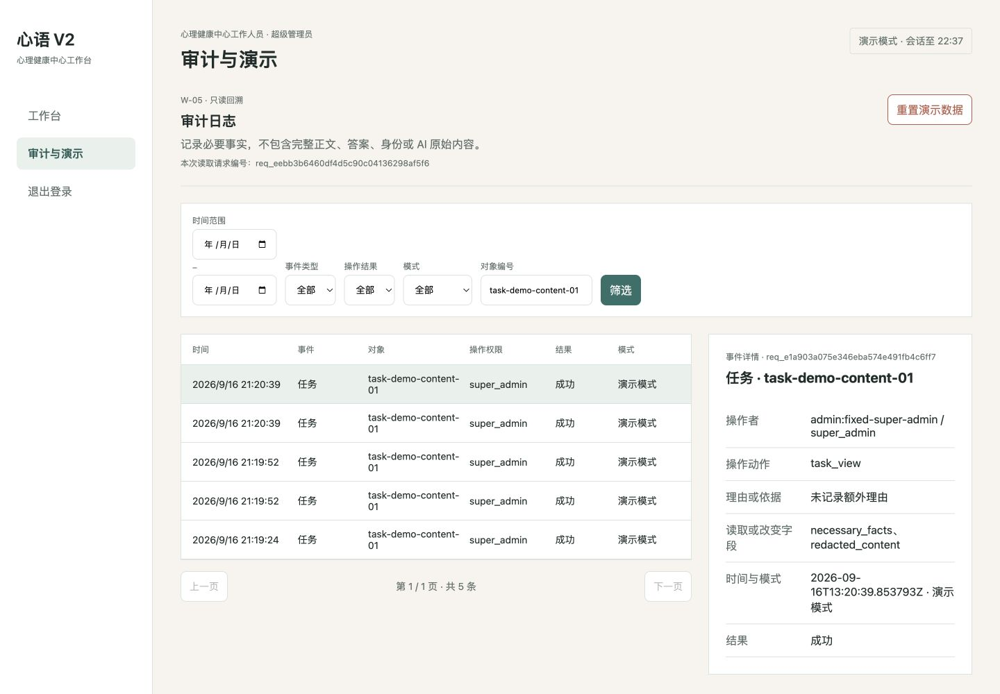 心语 V2
心理健康中心工作台
工作台
审计与演示
退出登录
心理健康中心工作人员 · 超级管理员
审计与演示
演示模式 · 会话至 22:37
W-05 · 只读回溯
审计日志
记录必要事实，不包含完整正文、答案、身份或 AI 原始内容。
本次读取请求编号：req_eebb3b6460df4d5c90c04136298af5f6
重置演示数据
时间范围
年 /月/日
–
年 /月/日
事件类型
全部
操作结果
全部
模式
全部
对象编号
task-demo-content-01
筛选
时间 事件 对象 操作权限 结果 模式
2026/9/16 21:20:39 任务 task-demo-content-01 super_admin 成功 演示模式
2026/9/16 21:20:39 任务 task-demo-content-01 super_admin 成功 演示模式
2026/9/16 21:19:52 任务 task-demo-content-01 super_admin 成功 演示模式
2026/9/16 21:19:52 任务 task-demo-content-01 super_admin 成功 演示模式
2026/9/16 21:19:24 任务 task-demo-content-01 super_admin 成功 演示模式
上一页
第 1 / 1 页 · 共 5 条
下一页
事件详情 · req_e1a903a075e346eba574e491fb4c6ff7
任务 · task-demo-content-01
操作者 admin:fixed-super-admin /
super_admin
操作动作 task_view
理由或依据 未记录额外理由
读取或改变字段 necessary_facts、
redacted_content
时间与模式 2026-09-
16T13:20:39.853793Z · 演示
模式
结果 成功